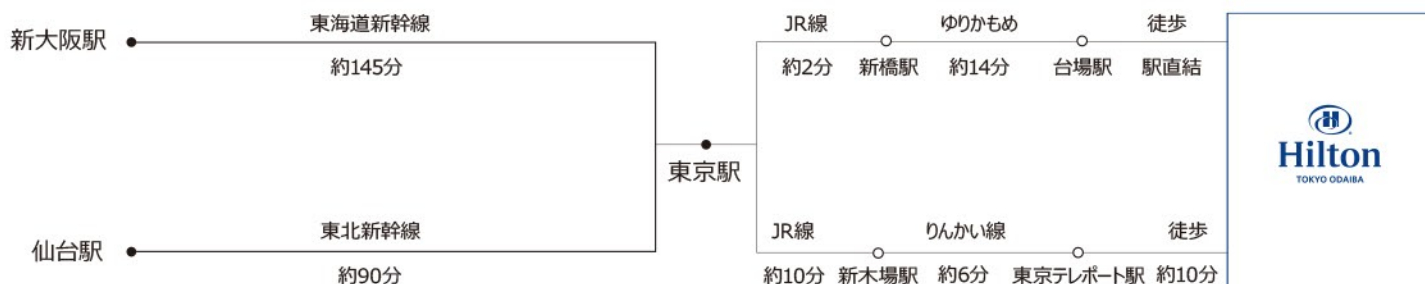 新大阪駅
東海道新幹線
約145分
仙台駅
東北新幹線
約90分
東京駅
JR線 ゆりかもめ 徒歩
約2分 新橋駅 約14分 台場駅 駅直結
JR線 りんかい線 徒歩
約10分 新木場駅 約6分 東京テレポート駅 約10分
H
Hilton
TOKYO ODAIBA